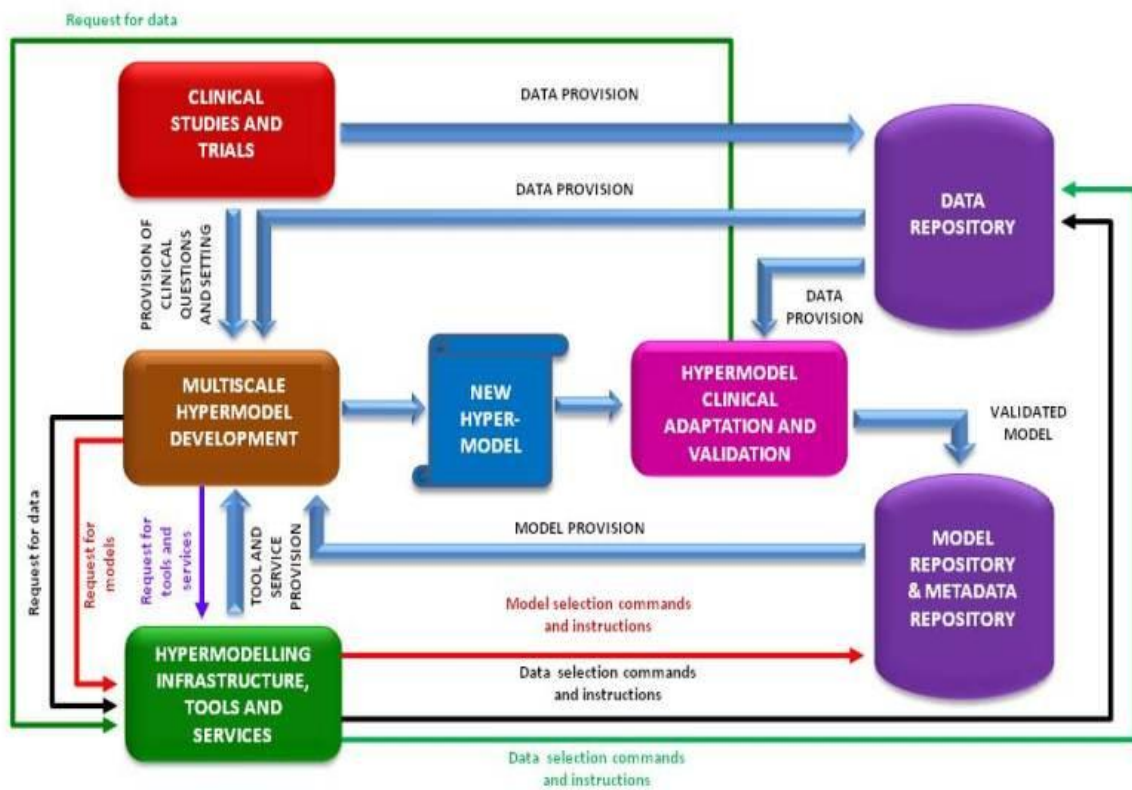 Request for data
CLINICAL
STUDIES AND
TRIALS
DATA PROVISION
DATA PROVISION
DATA
REPOSITORY
PROVISION OF
CLINICAL
QUESTIONS
AND SETTING
DATA
PROVISION
MULTISCALE
HYPERMODEL
DEVELOPMENT
NEW
HYPER-
MODEL
HYPERMODEL
CLINICAL
ADAPTATION AND
VALIDATION
VALIDATED
MODEL
Request for data
Request for
models
Request for
tools and
services
TOOL AND
SERVICE
PROVISION
MODEL PROVISION
MODEL
REPOSITORY
& METADATA
REPOSITORY
Model selection commands
and instructions
HYPERMODELLING
INFRASTRUCTURE,
TOOLS AND
SERVICES
Data selection commands
and instructions
Data selection commands
and instructions